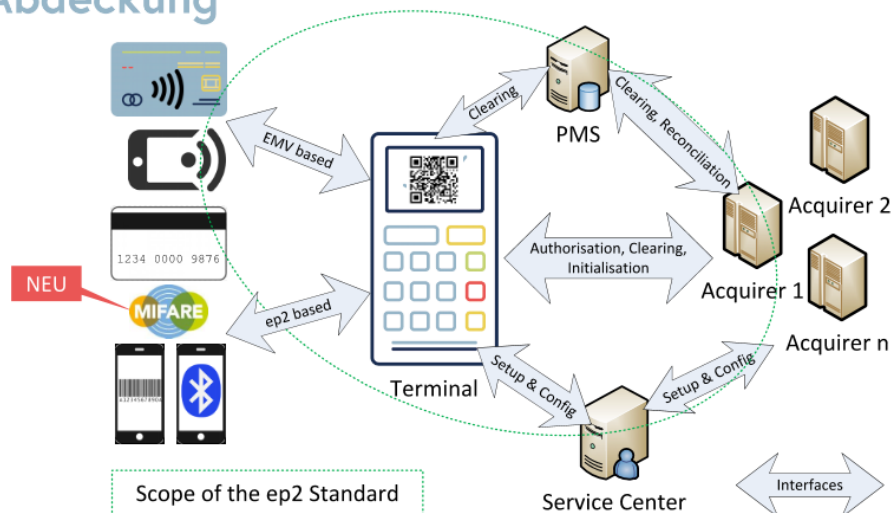 Abdeckung
EMV based
1234 0000 9876
NEU
MIFARE
ep2 based
Terminal
Clearing
PMS
Clearing, Reconciliation
Acquirer 2
Authorisation, Clearing,
Initialisation
Acquirer 1
Acquirer n
Setup & Config
Setup & Config
Service Center
Scope of the ep2 Standard
Interfaces